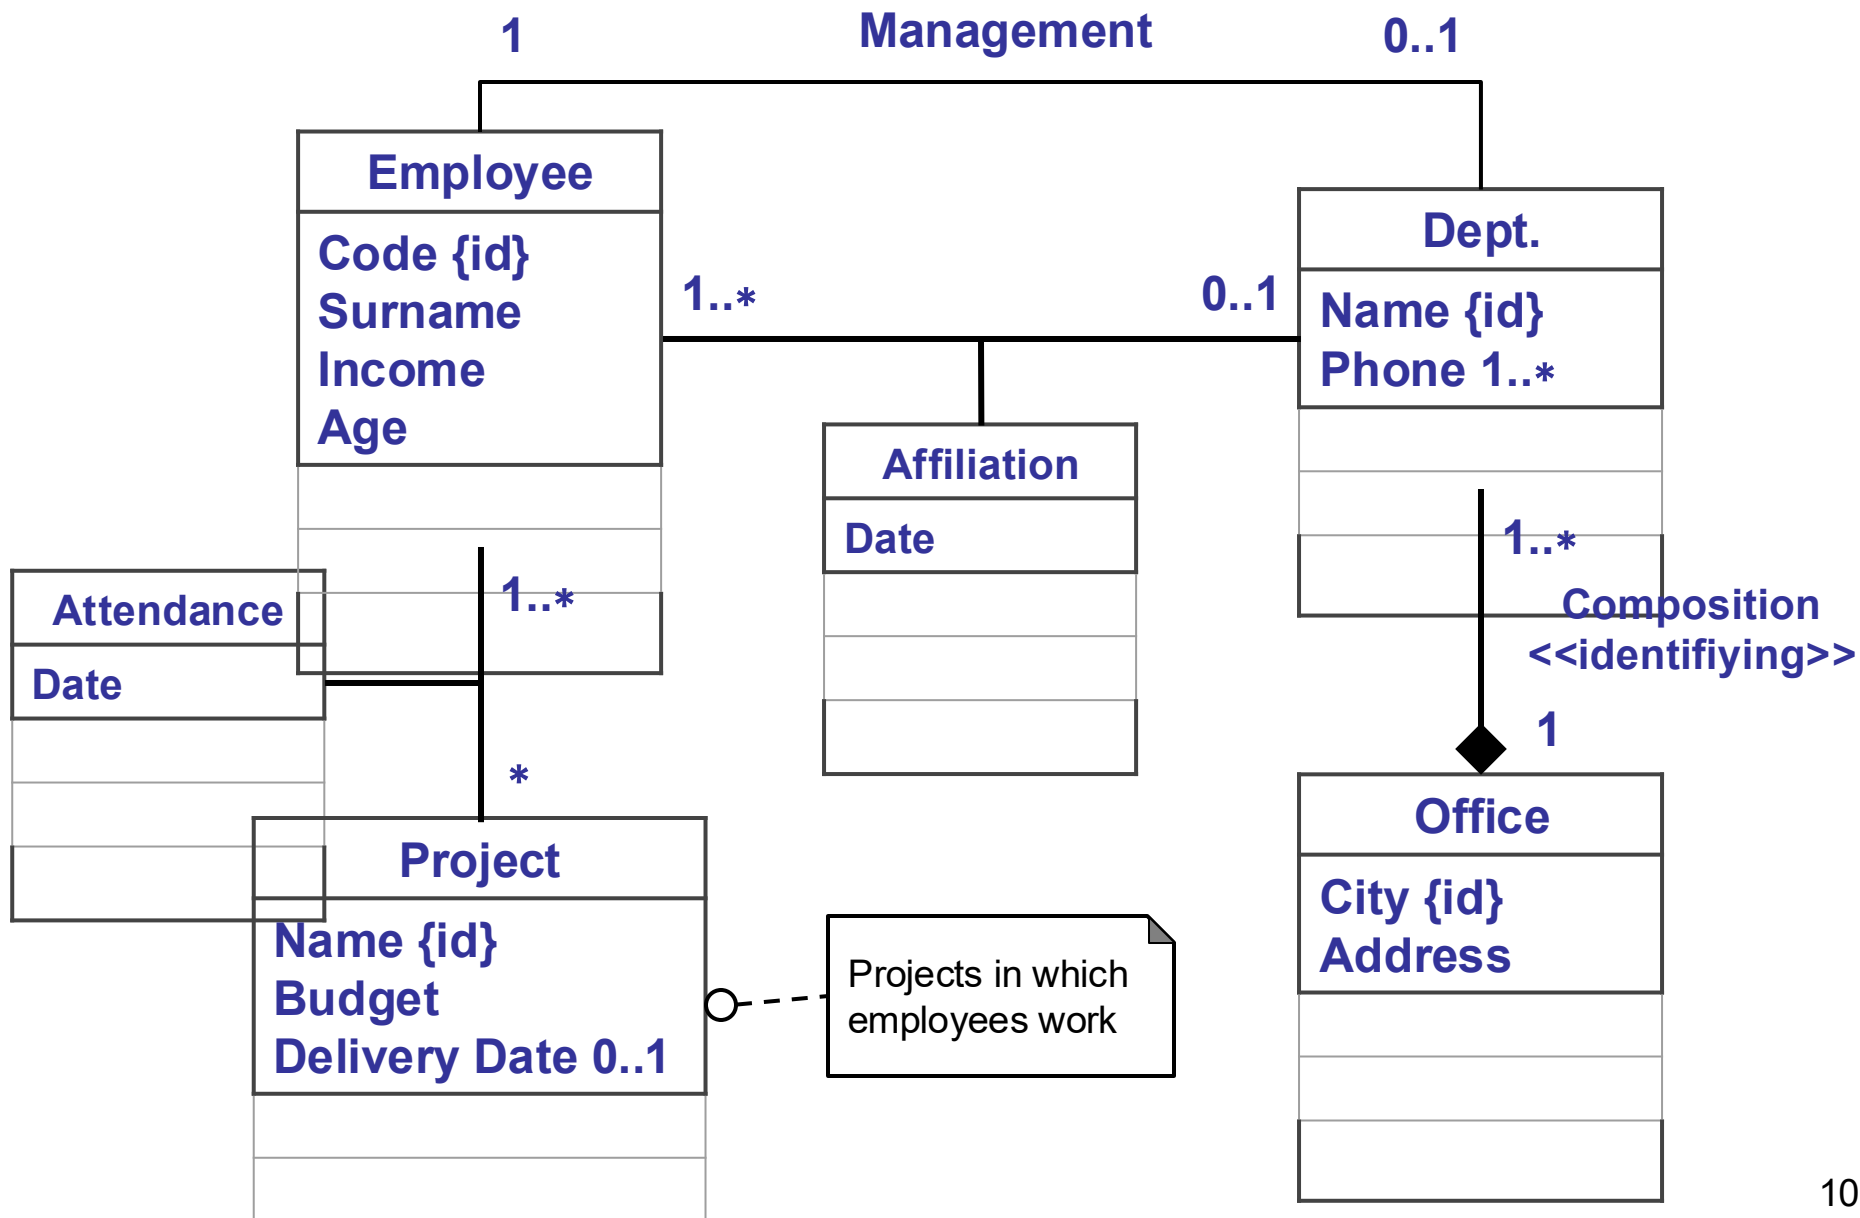 1
Management
0..1
Employee
Code {id}
Surname
Income
Age
1..*
0..1
Dept.
Name {id}
Phone 1..*
Affiliation
Date
1..*
Composition
<<identifiying>>
1
Attendance
Date
1..*
*
Project
Name {id}
Budget
Delivery Date 0..1
Projects in which
employees work
Office
City {id}
Address
10